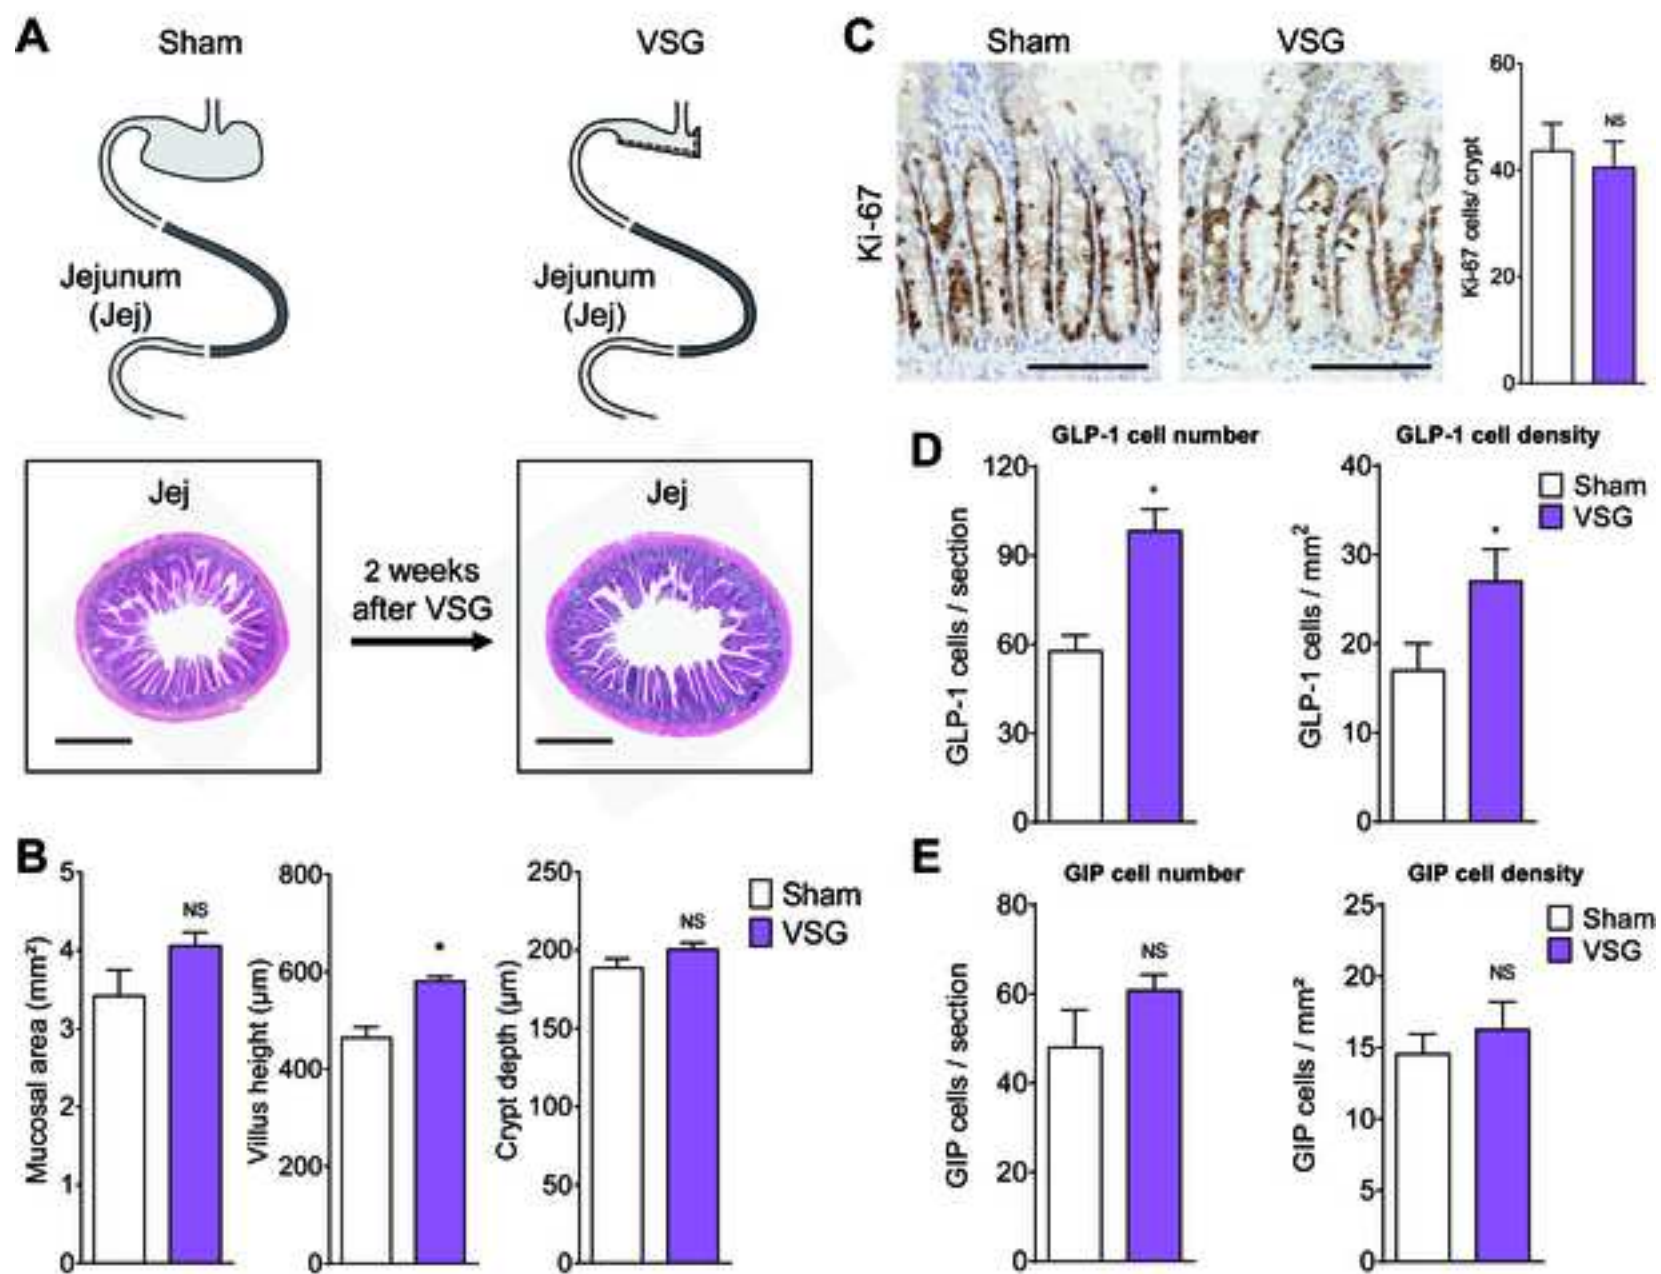 A
Sham
VSG
Jejunum
(Jej)
Jejunum
(Jej)
Jej
2 weeks
after VSG
Jej
B
Mucosal area (mm²)
5
4
3
2
1
0
NS
Villus height (µm)
800
600
400
200
0
*
Crypt depth (µm)
250
200
150
100
50
0
NS
Sham
VSG
C
Sham
VSG
Ki-67
Ki-67 cells/ crypt
60
40
20
0
NS
D
GLP-1 cell number
GLP-1 cells / section
120
90
60
30
0
*
GLP-1 cell density
GLP-1 cells / mm²
40
30
20
10
0
*
Sham
VSG
E
GIP cell number
GIP cells / section
80
60
40
20
0
NS
GIP cell density
GIP cells / mm²
25
20
15
10
5
0
NS
Sham
VSG